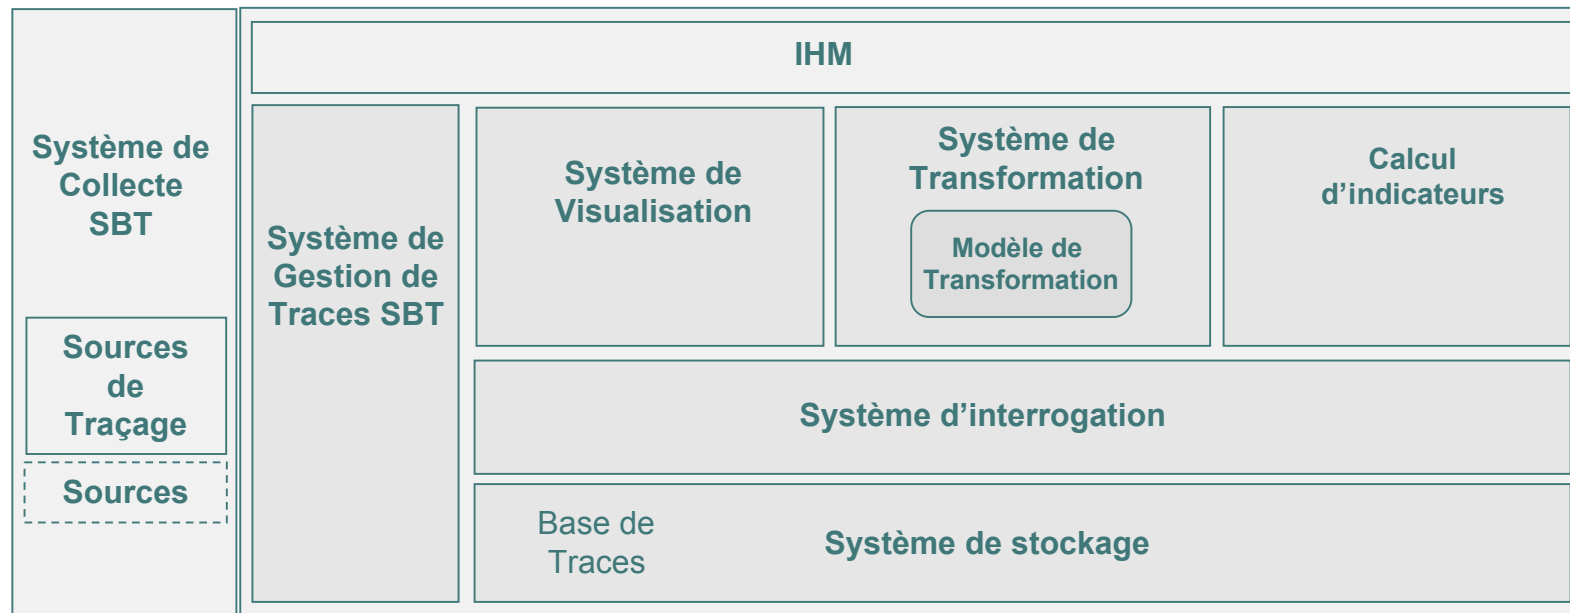 IHM
Système de
Collecte
SBT
Sources
de
Traçage
Sources
Système de
Gestion de
Traces SBT
Système de
Visualisation
Système de
Transformation
Modèle de
Transformation
Calcul
d’indicateurs
Système d’interrogation
Base de
Traces
Système de stockage